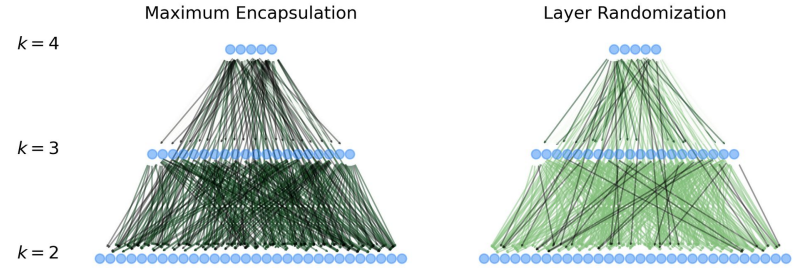 Maximum Encapsulation
Layer Randomization
k = 4
k = 3
k = 2